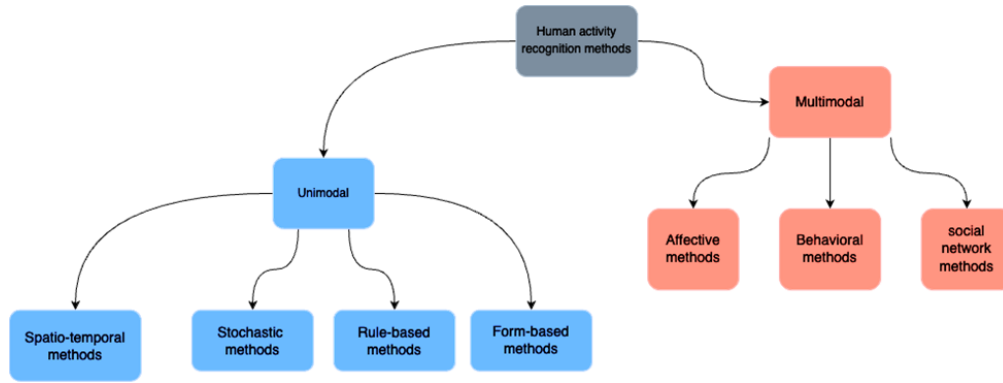 Human activity
recognition methods
Multimodal
Unimodal
Affective
methods
Behavioral
methods
social
network
methods
Spatio-temporal
methods
Stochastic
methods
Rule-based
methods
Form-based
methods